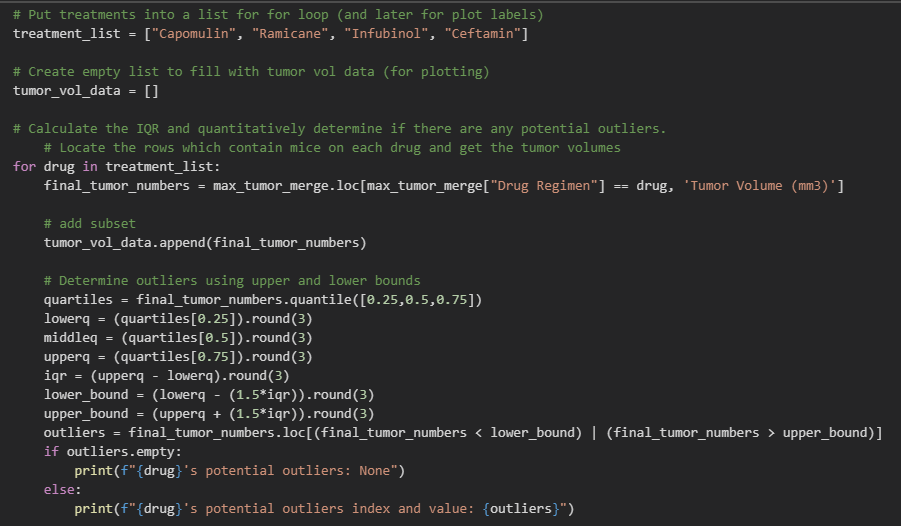 # Put treatments into a list for for loop (and later for plot labels)
treatment_list = ["Capomulin", "Ramicane", "Infubinol", "Ceftamin"]

# Create empty list to fill with tumor vol data (for plotting)
tumor_vol_data = []

# Calculate the IQR and quantitatively determine if there are any potential outliers.
    # Locate the rows which contain mice on each drug and get the tumor volumes
for drug in treatment_list:
    final_tumor_numbers = max_tumor_merge.loc[max_tumor_merge["Drug Regimen"] == drug, 'Tumor Volume (mm3)']

    # add subset
    tumor_vol_data.append(final_tumor_numbers)

    # Determine outliers using upper and lower bounds
    quartiles = final_tumor_numbers.quantile([0.25,0.5,0.75])
    lowerq = (quartiles[0.25]).round(3)
    middleq = (quartiles[0.5]).round(3)
    upperq = (quartiles[0.75]).round(3)
    iqr = (upperq - lowerq).round(3)
    lower_bound = (lowerq - (1.5*iqr)).round(3)
    upper_bound = (upperq + (1.5*iqr)).round(3)
    outliers = final_tumor_numbers.loc[(final_tumor_numbers < lower_bound) | (final_tumor_numbers > upper_bound)]
    if outliers.empty:
        print(f"{drug}'s potential outliers: None")
    else:
        print(f"{drug}'s potential outliers index and value: {outliers}")